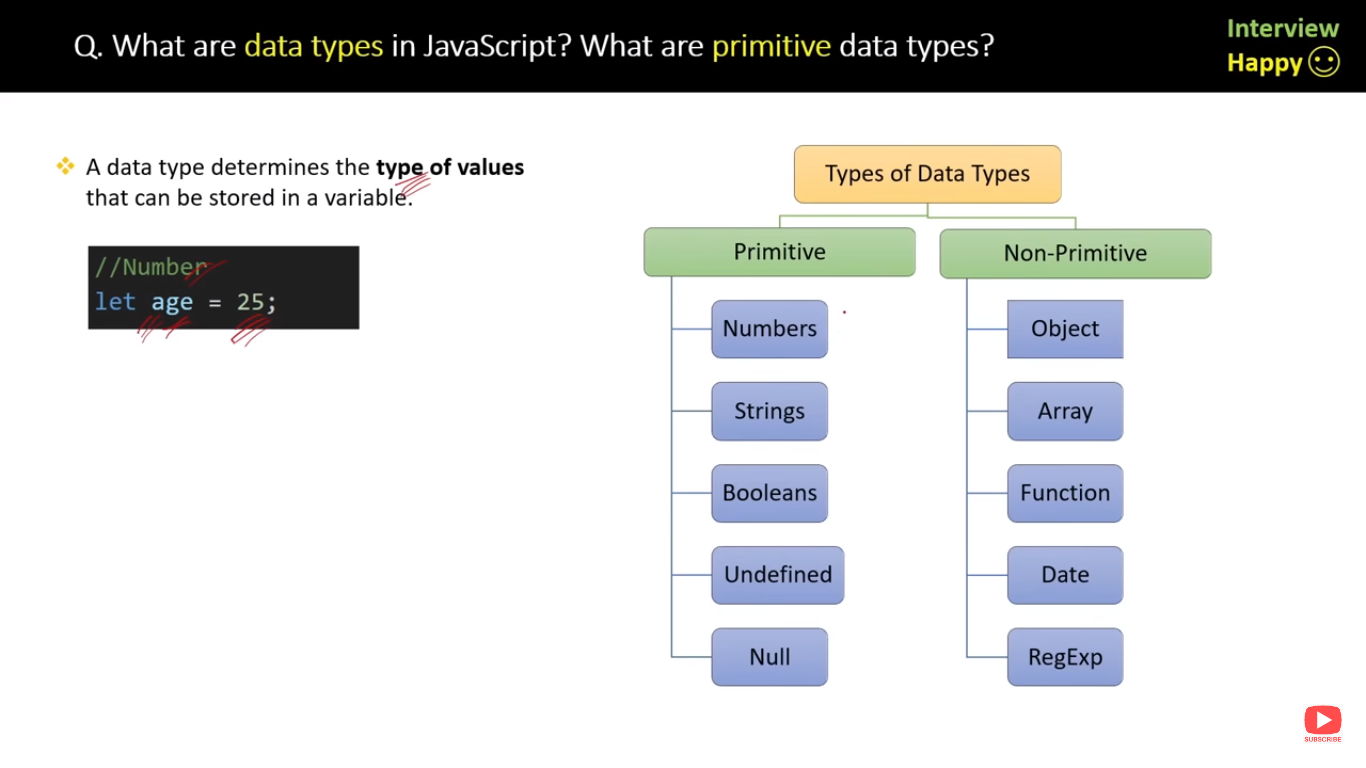 Q. What are data types in JavaScript? What are primitive data types?
Interview
Happy
A data type determines the type of values
that can be stored in a variable.
//Number
let age = 25;
Types of Data Types
Primitive
Non-Primitive
Numbers
Object
Strings
Array
Booleans
Function
Undefined
Date
Null
RegExp
SUBSCRIBE